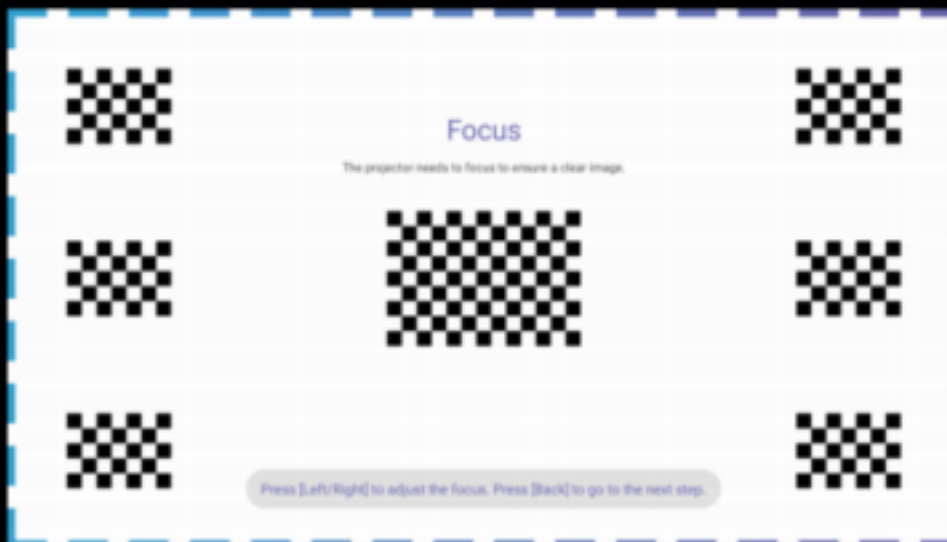 Focus
The projector needs to focus to ensure a clear image.
Press [Left/Right] to adjust the focus. Press [Back] to go to the next step.